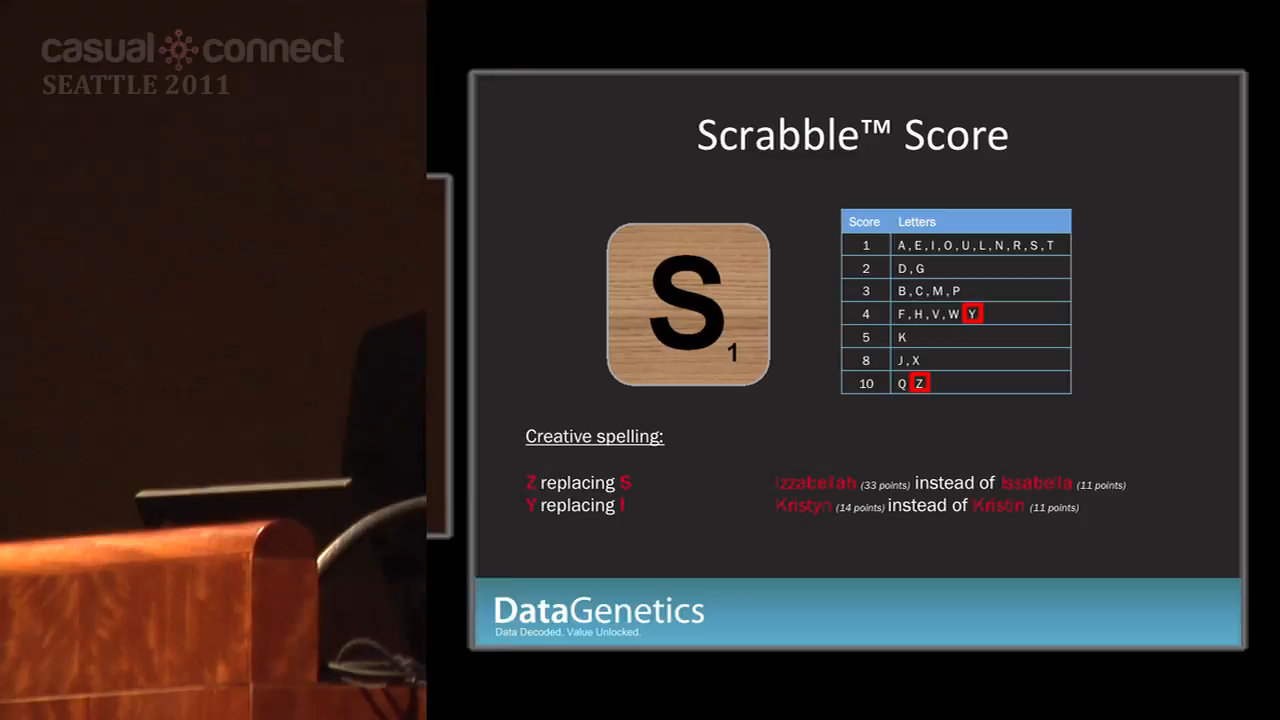 casual connect
SEATTLE 2011
Scrabble™ Score
S
1
Score Letters
1 A, E, I, O, U, L, N, R, S, T
2 D, G
3 B, C, M, P
4 F, H, V, W Y
5 K
8 J, X
10 Q Z
Creative spelling:
Z replacing S izzabellah (33 points) instead of Issabella (11 points)
Y replacing I Kristyn (14 points) instead of Kristin (11 points)
DataGenetics
Data Decoded. Value Unlocked.